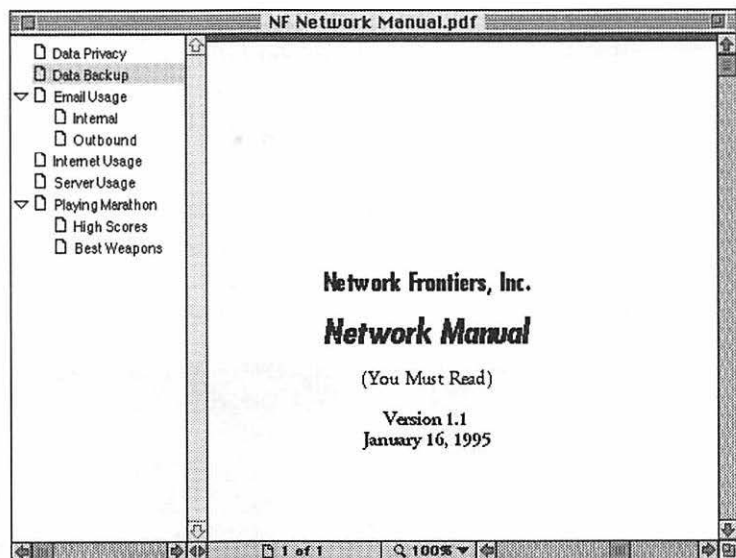 NF Network Manual.pdf
Data Privacy
Data Backup
Email Usage
Internal
Outbound
Internet Usage
Server Usage
Playing Marathon
High Scores
Best Weapons
Network Frontiers, Inc.
Network Manual
(You Must Read)
Version 1.1
January 16, 1995
1 of 1
100%